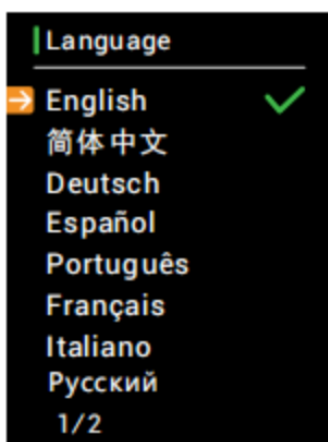 Language
English
简体中文
Deutsch
Español
Português
Français
Italiano
Русский
1/2